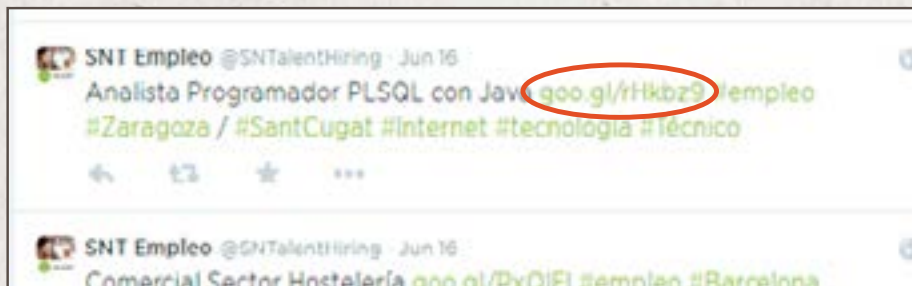 SNT Empleo @SNTalentHiring · Jun 16
Analista Programador PLSQL con Java goo.gl/rHkbz9 #empleo
#Zaragoza / #SantCugat #Internet #tecnología #Técnico
SNT Empleo @SNTalentHiring · Jun 16
Comercial Sector Hostelería #empleo #Barcelona